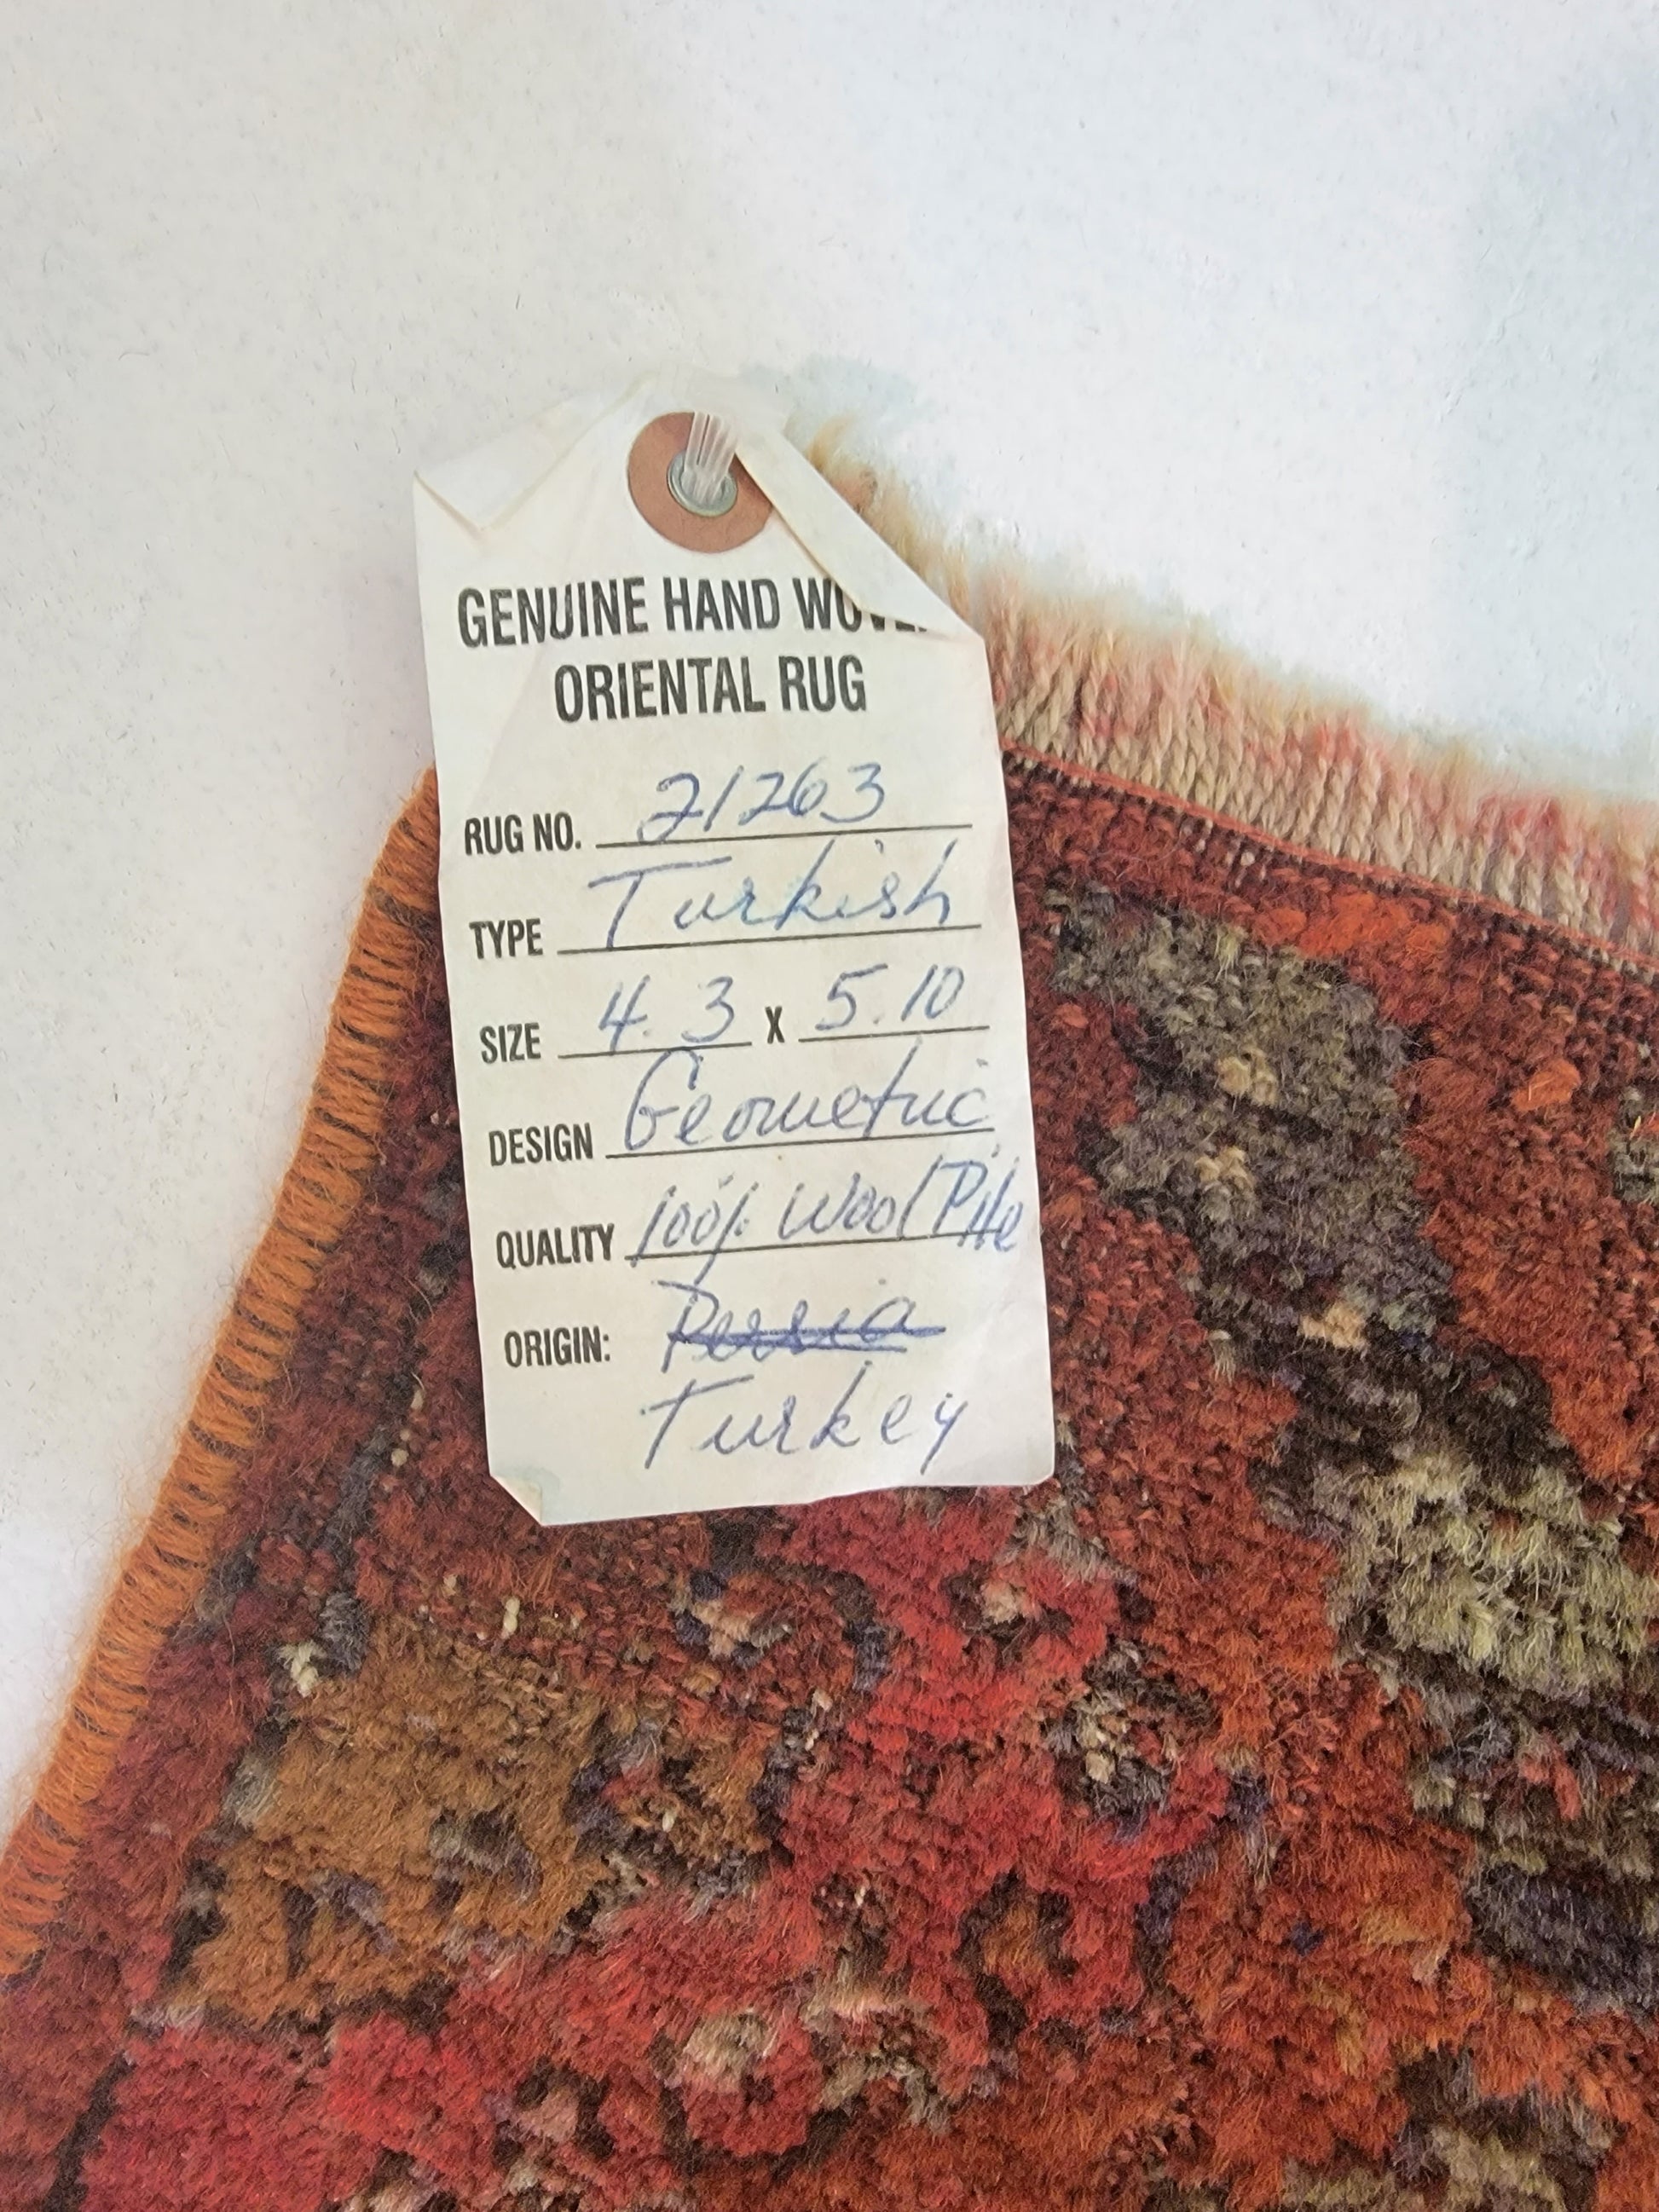 GENUINE HAND WOVEN
ORIENTAL RUG
RUG NO. 21263
TYPE Turkish
SIZE 4.3 X 5.10
DESIGN Geometric
QUALITY 100% Wool Pile
ORIGIN: Persia
Turkey